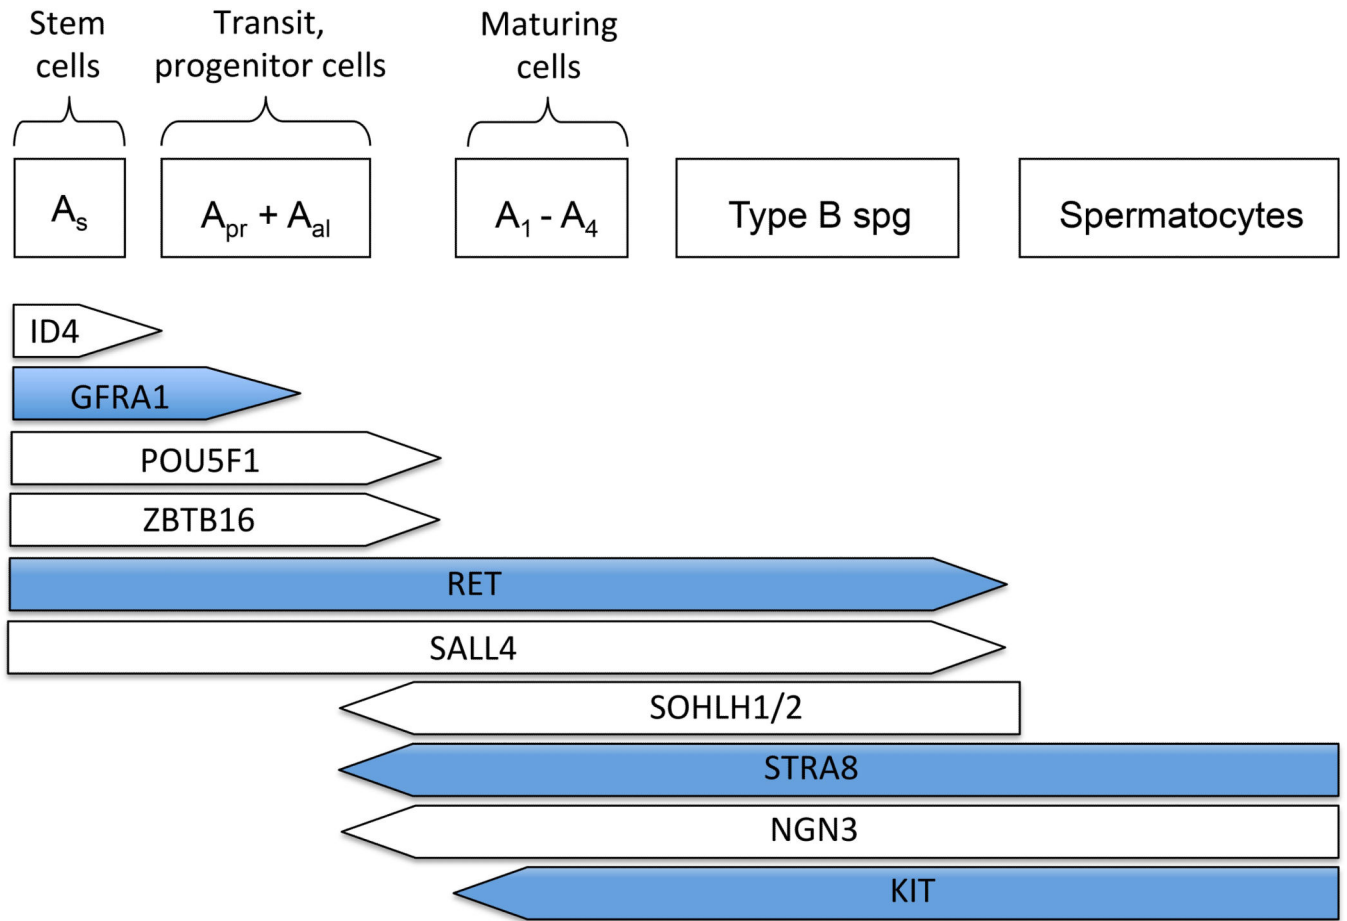 Stem
cells
Transit,
progenitor cells
Maturing
cells
As
Apr + Aal
A1 - A4
Type B spg
Spermatocytes
ID4
GFRA1
POU5F1
ZBTB16
RET
SALL4
SOHLH1/2
STRA8
NGN3
KIT